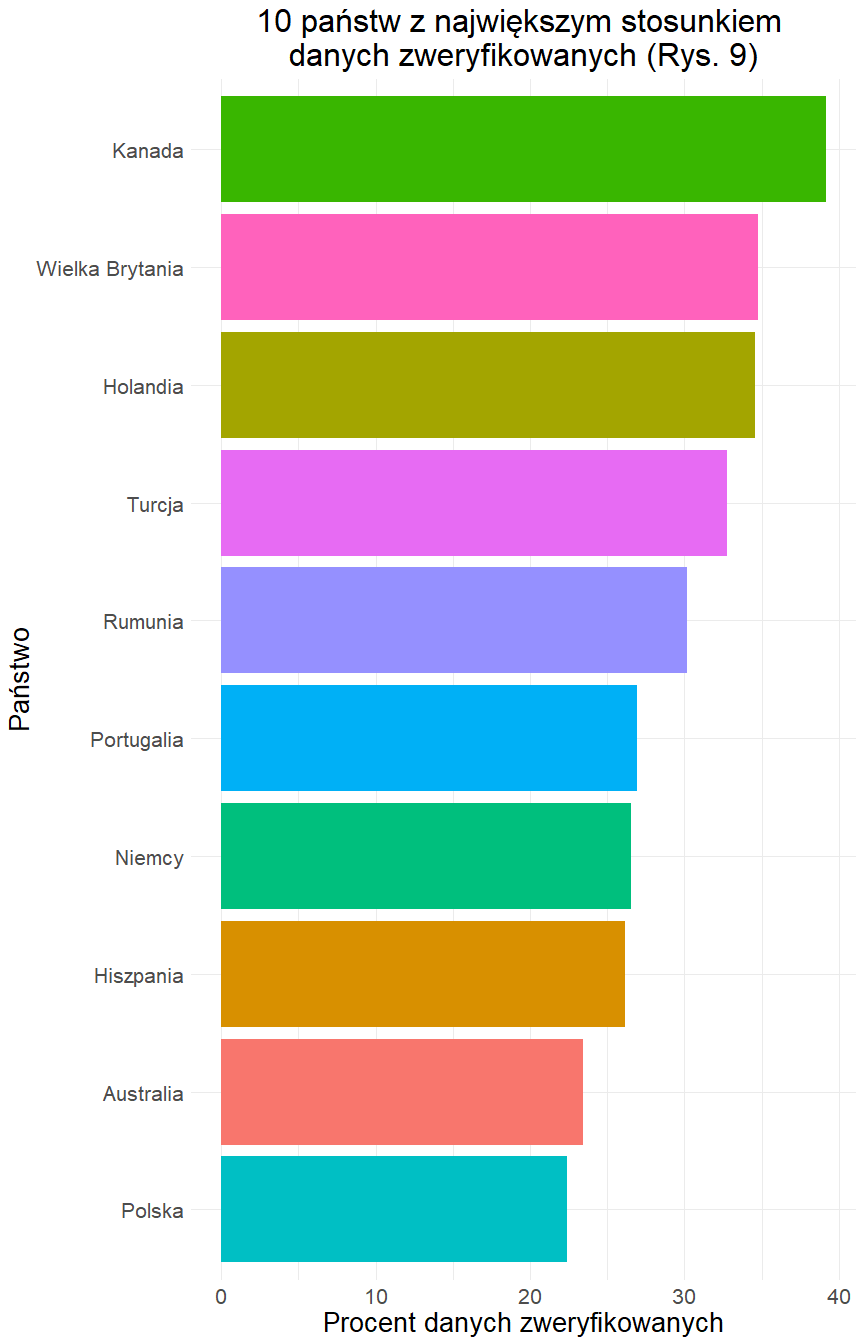 10 państw z największym stosunkiem
danych zweryfikowanych (Rys. 9)
Kanada
Wielka Brytania
Holandia
Turcja
Rumunia
Portugalia
Niemcy
Hiszpania
Australia
Polska
Państwo
0 10 20 30 40
Procent danych zweryfikowanych